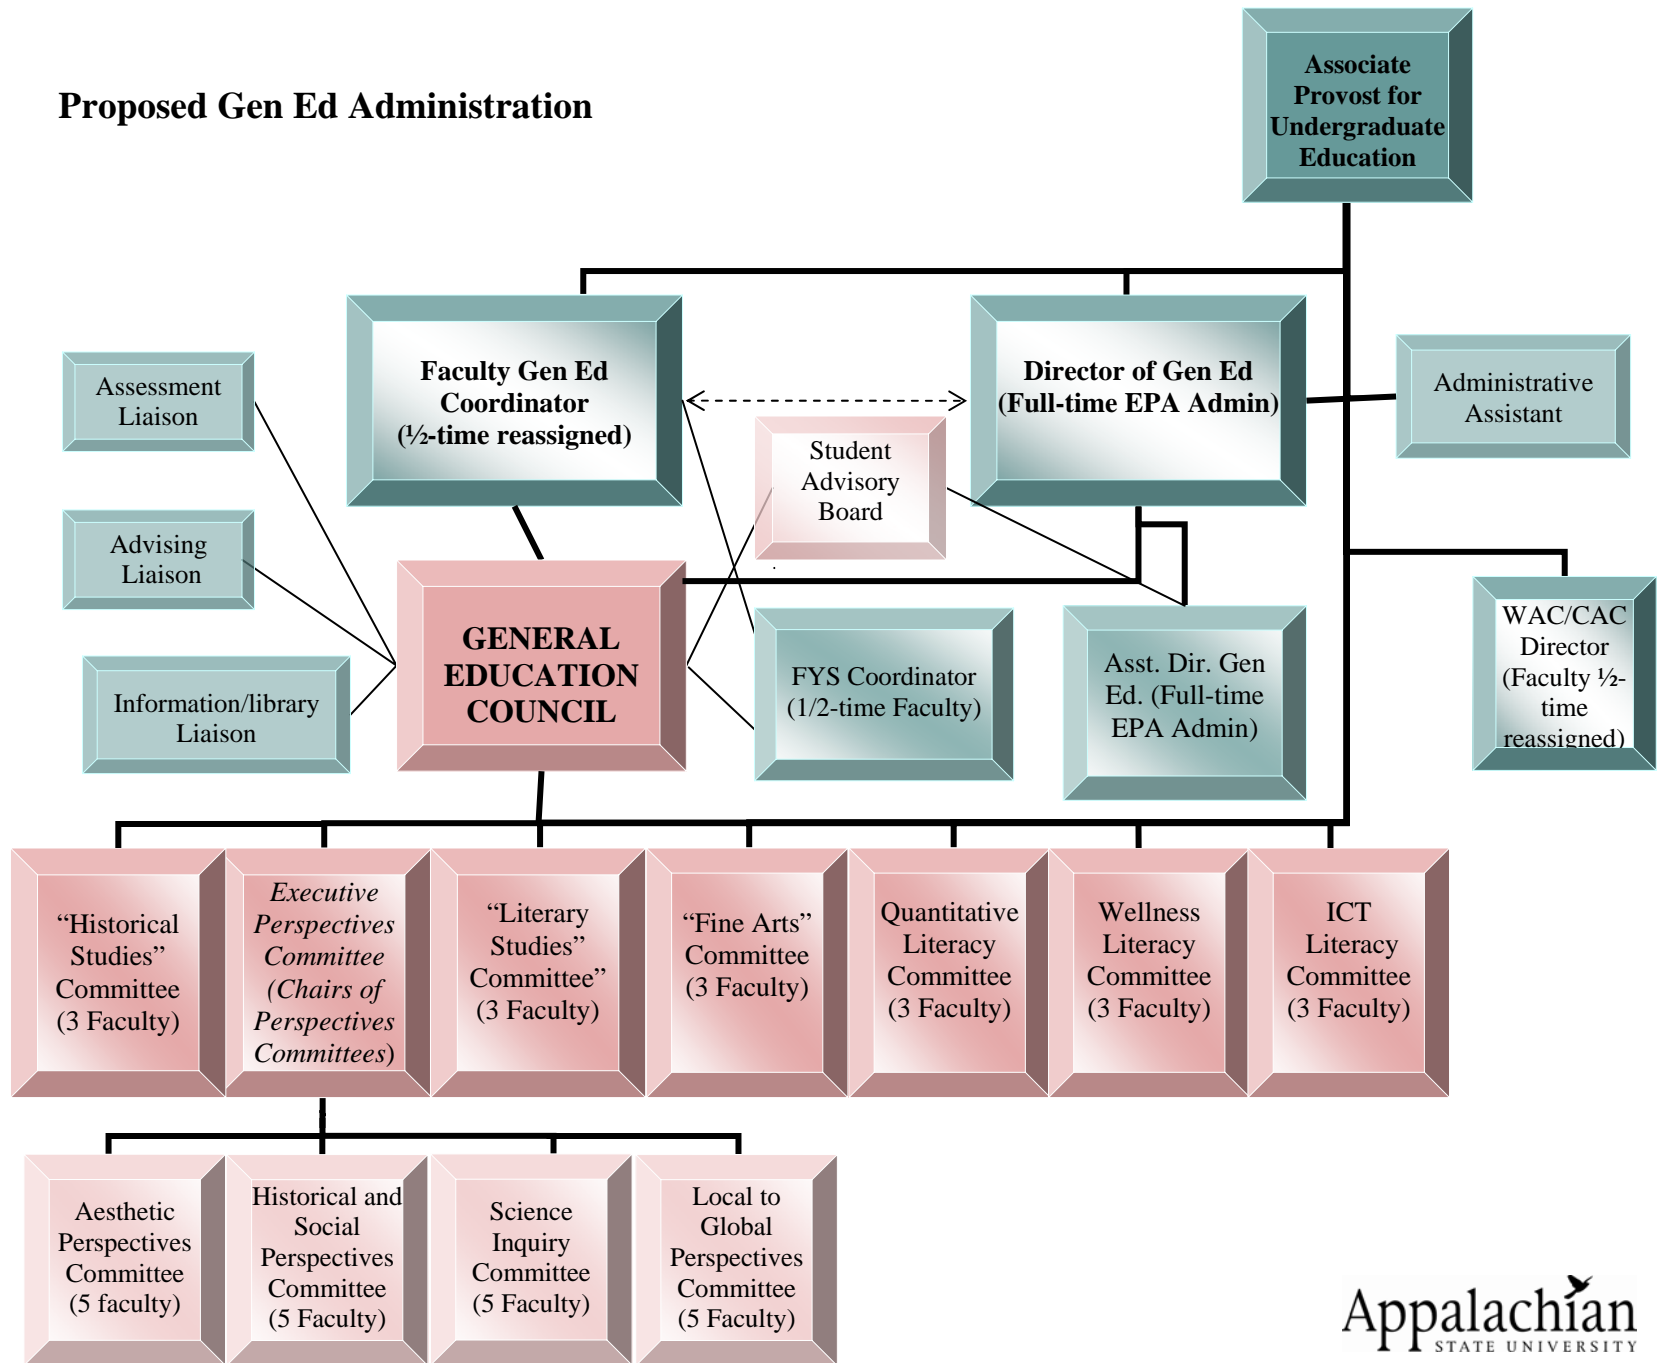 Associate
Provost for
Undergraduate
Education
Proposed Gen Ed Administration
Faculty Gen Ed
Coordinator
(½-time reassigned)
Director of Gen Ed
(Full-time EPA Admin)
Administrative
Assistant
Assessment
Liaison
Student
Advisory
Board
Advising
Liaison
WAC/CAC
Director
(Faculty ½-
time
reassigned)
GENERAL
EDUCATION
COUNCIL
FYS Coordinator
(1/2-time Faculty)
Asst. Dir. Gen
Ed. (Full-time
EPA Admin)
Information/library
Liaison
“Historical
Studies”
Committee
(3 Faculty)
Executive
Perspectives
Committee
(Chairs of
Perspectives
Committees)
“Literary
Studies”
Committee”
(3 Faculty)
“Fine Arts”
Committee
(3 Faculty)
Quantitative
Literacy
Committee
(3 Faculty)
Wellness
Literacy
Committee
(3 Faculty)
ICT
Literacy
Committee
(3 Faculty)
Aesthetic
Perspectives
Committee
(5 faculty)
Historical and
Social
Perspectives
Committee
(5 Faculty)
Science
Inquiry
Committee
(5 Faculty)
Local to
Global
Perspectives
Committee
(5 Faculty)
Appalachian
STATE UNIVERSITY